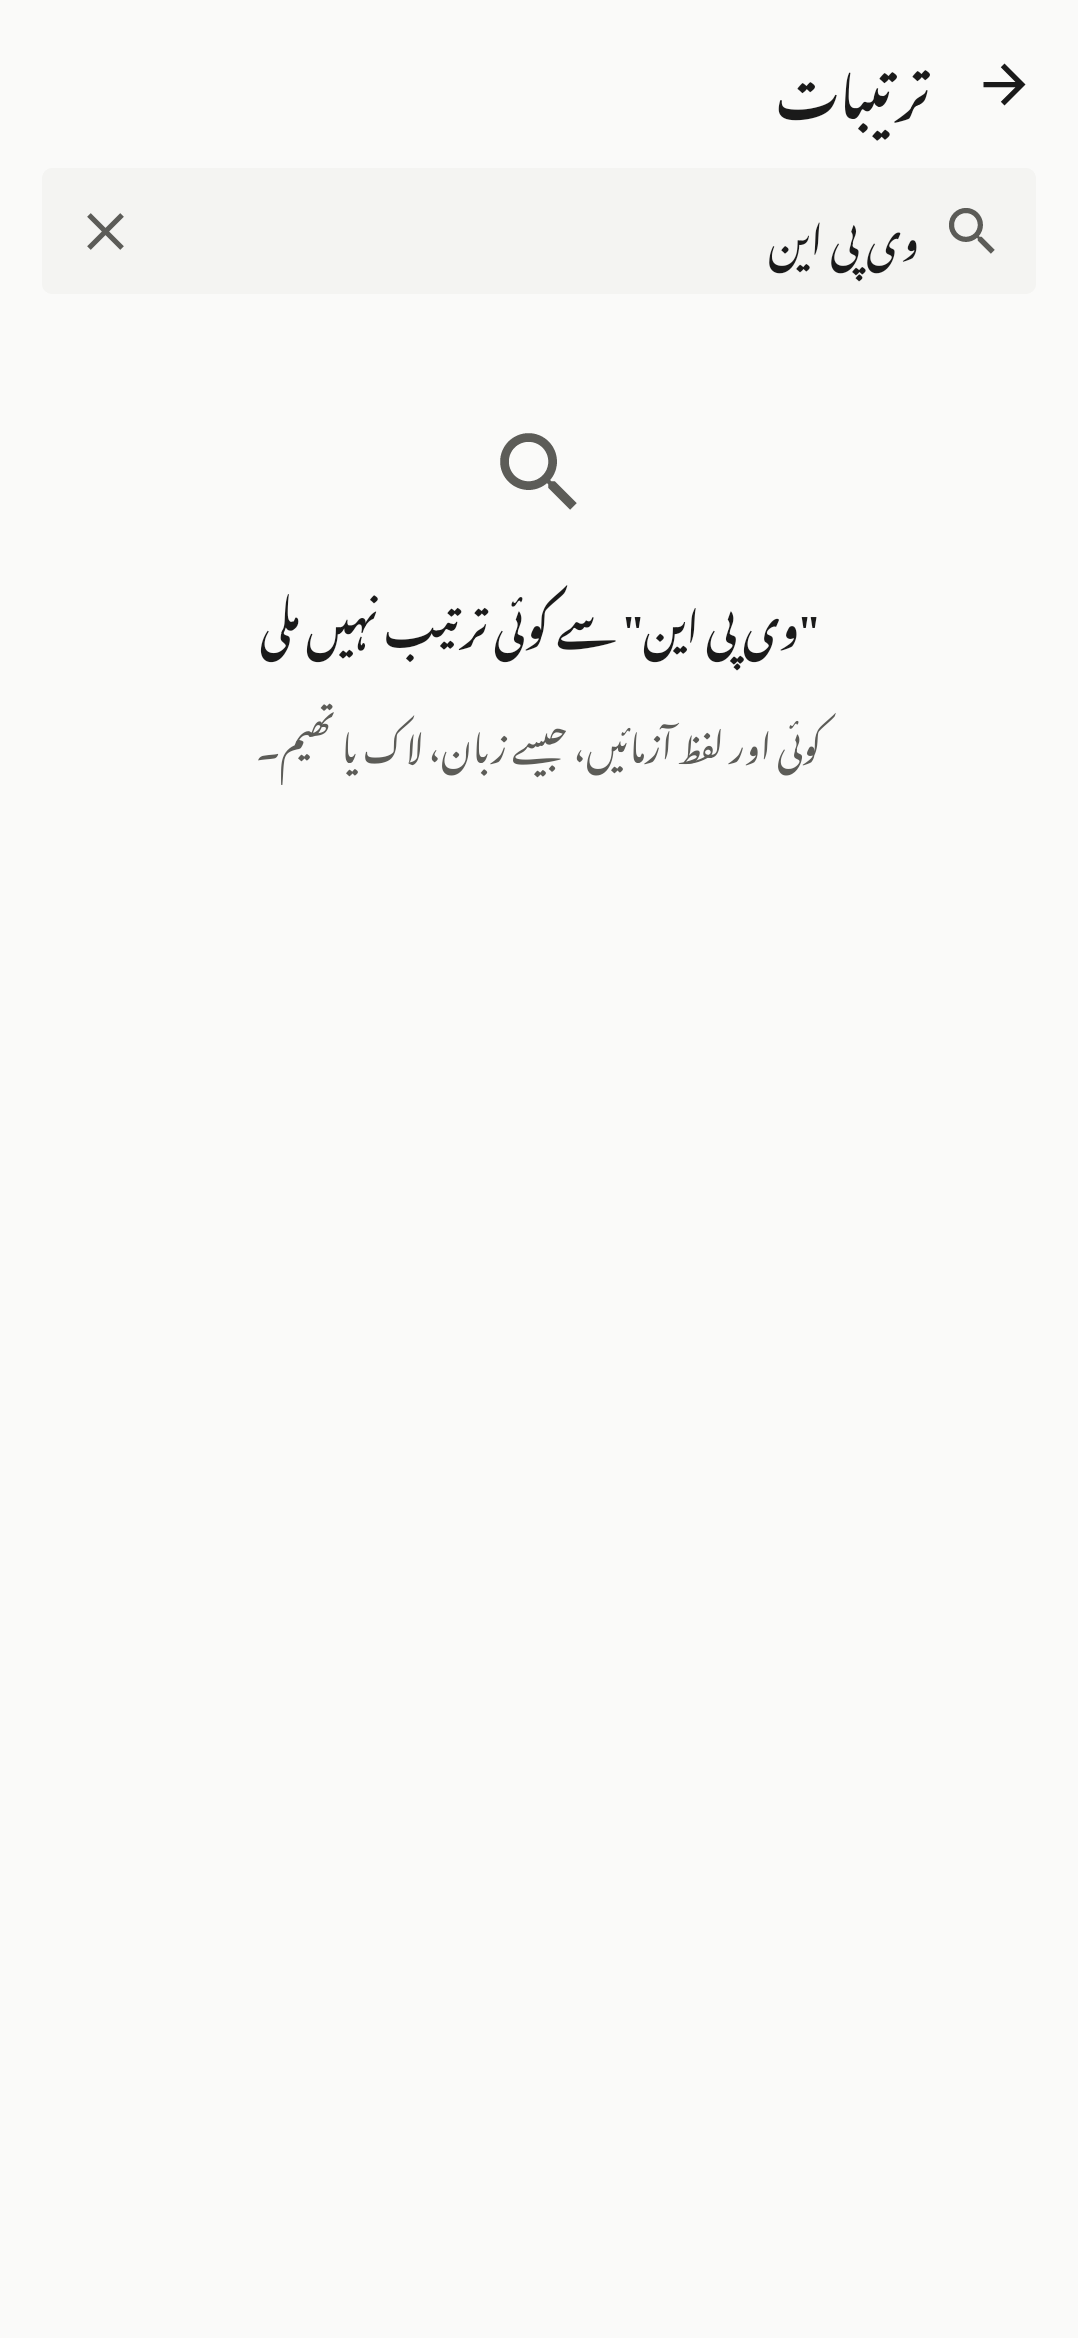 ترتیبات
وی پی این
"وی پی این" سے کوئی ترتیب نہیں ملی
کوئی اور لفظ آزمائیں، جیسے زبان، لاک یا تھیم۔